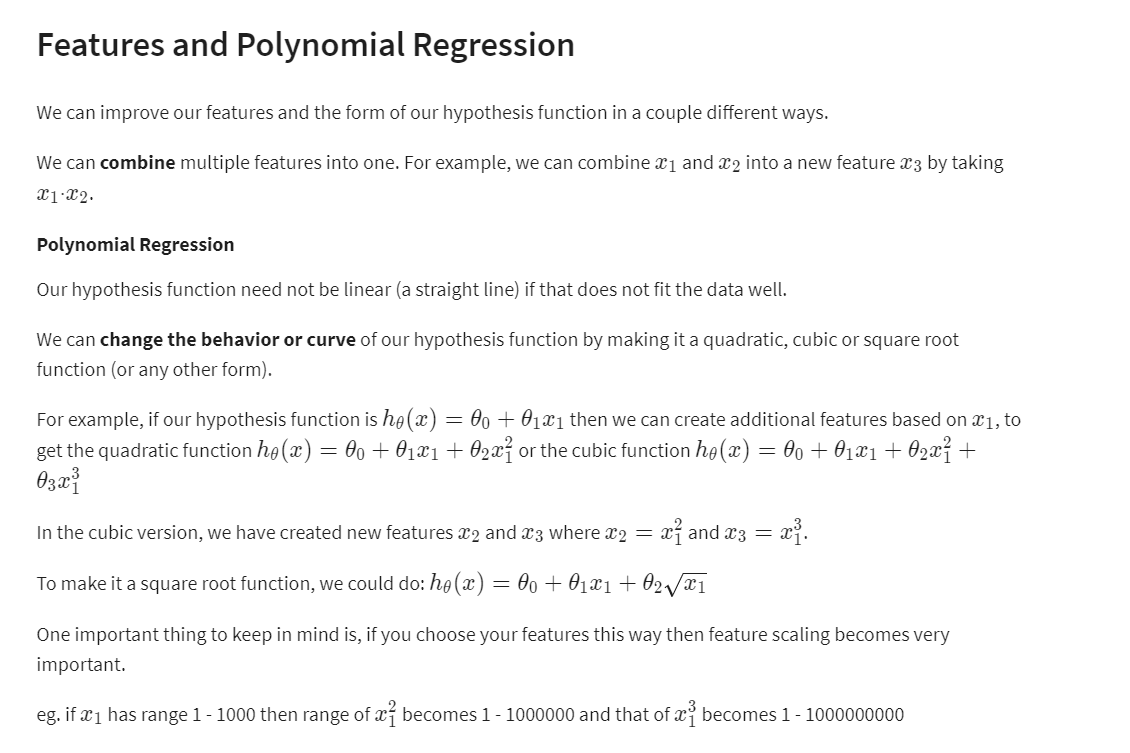 Features and Polynomial Regression
We can improve our features and the form of our hypothesis function in a couple different ways.
We can combine multiple features into one. For example, we can combine x₁ and x₂ into a new feature x₃ by taking
x₁·x₂.
Polynomial Regression
Our hypothesis function need not be linear (a straight line) if that does not fit the data well.
We can change the behavior or curve of our hypothesis function by making it a quadratic, cubic or square root
function (or any other form).
For example, if our hypothesis function is hθ(x) = θ₀ + θ₁x₁ then we can create additional features based on x₁, to
get the quadratic function hθ(x) = θ₀ + θ₁x₁ + θ₂x₁² or the cubic function hθ(x) = θ₀ + θ₁x₁ + θ₂x₁² +
θ₃x₁³
In the cubic version, we have created new features x₂ and x₃ where x₂ = x₁² and x₃ = x₁³.
To make it a square root function, we could do: hθ(x) = θ₀ + θ₁x₁ + θ₂√x₁
One important thing to keep in mind is, if you choose your features this way then feature scaling becomes very
important.
eg. if x₁ has range 1 - 1000 then range of x₁² becomes 1 - 1000000 and that of x₁³ becomes 1 - 1000000000